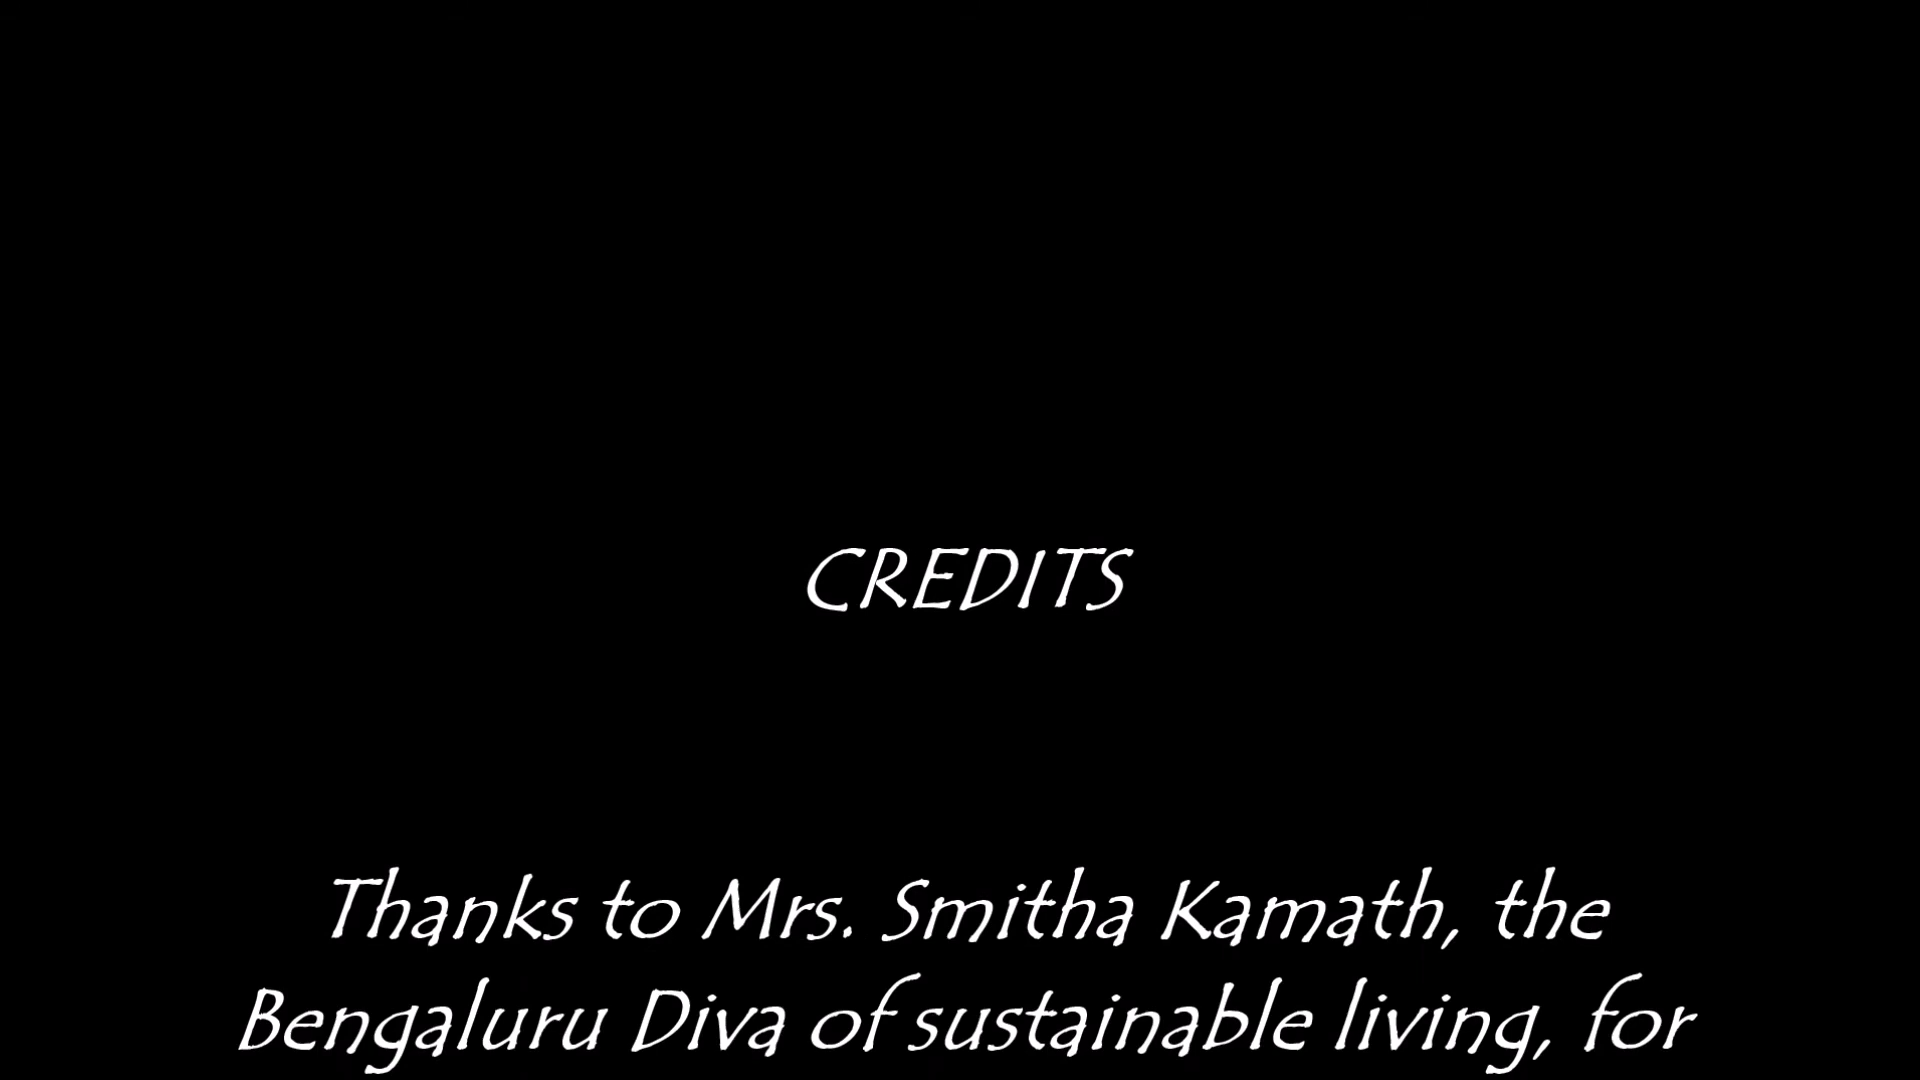 CREDITS
Thanks to Mrs. Smitha Kamath, the
Bengaluru Diva of sustainable living, for